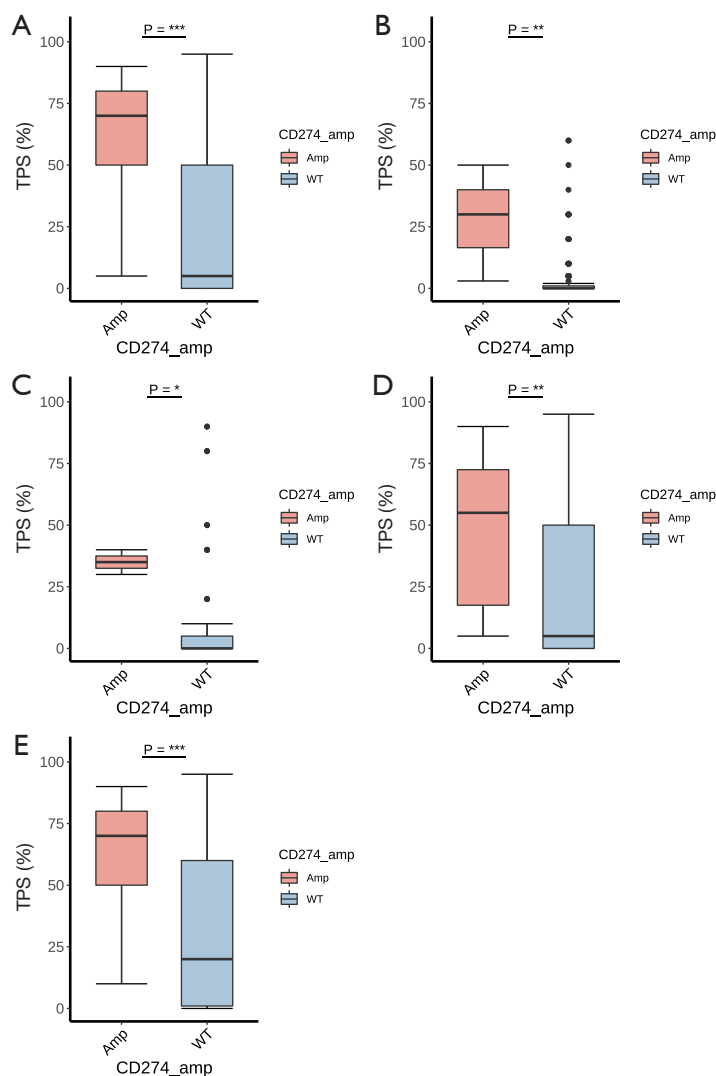 A
P = ***
100
75
50
25
0
TPS (%)
Amp
WT
CD274_amp
CD274_amp
Amp
WT
B
P = **
100
75
50
25
0
TPS (%)
Amp
WT
CD274_amp
CD274_amp
Amp
WT
C
P = *
100
75
50
25
0
TPS (%)
Amp
WT
CD274_amp
CD274_amp
Amp
WT
D
P = **
100
75
50
25
0
TPS (%)
Amp
WT
CD274_amp
CD274_amp
Amp
WT
E
P = ***
100
75
50
25
0
TPS (%)
Amp
WT
CD274_amp
CD274_amp
Amp
WT